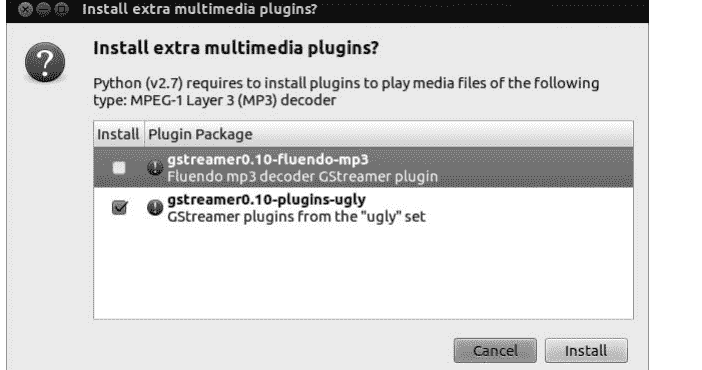 Install extra multimedia plugins?
Install extra multimedia plugins?
Python (v2.7) requires to install plugins to play media files of the following
type: MPEG-1 Layer 3 (MP3) decoder
Install Plugin Package
gstreamer0.10-fluendo-mp3
Fluendo mp3 decoder GStreamer plugin
gstreamer0.10-plugins-ugly
GStreamer plugins from the "ugly" set
Cancel Install